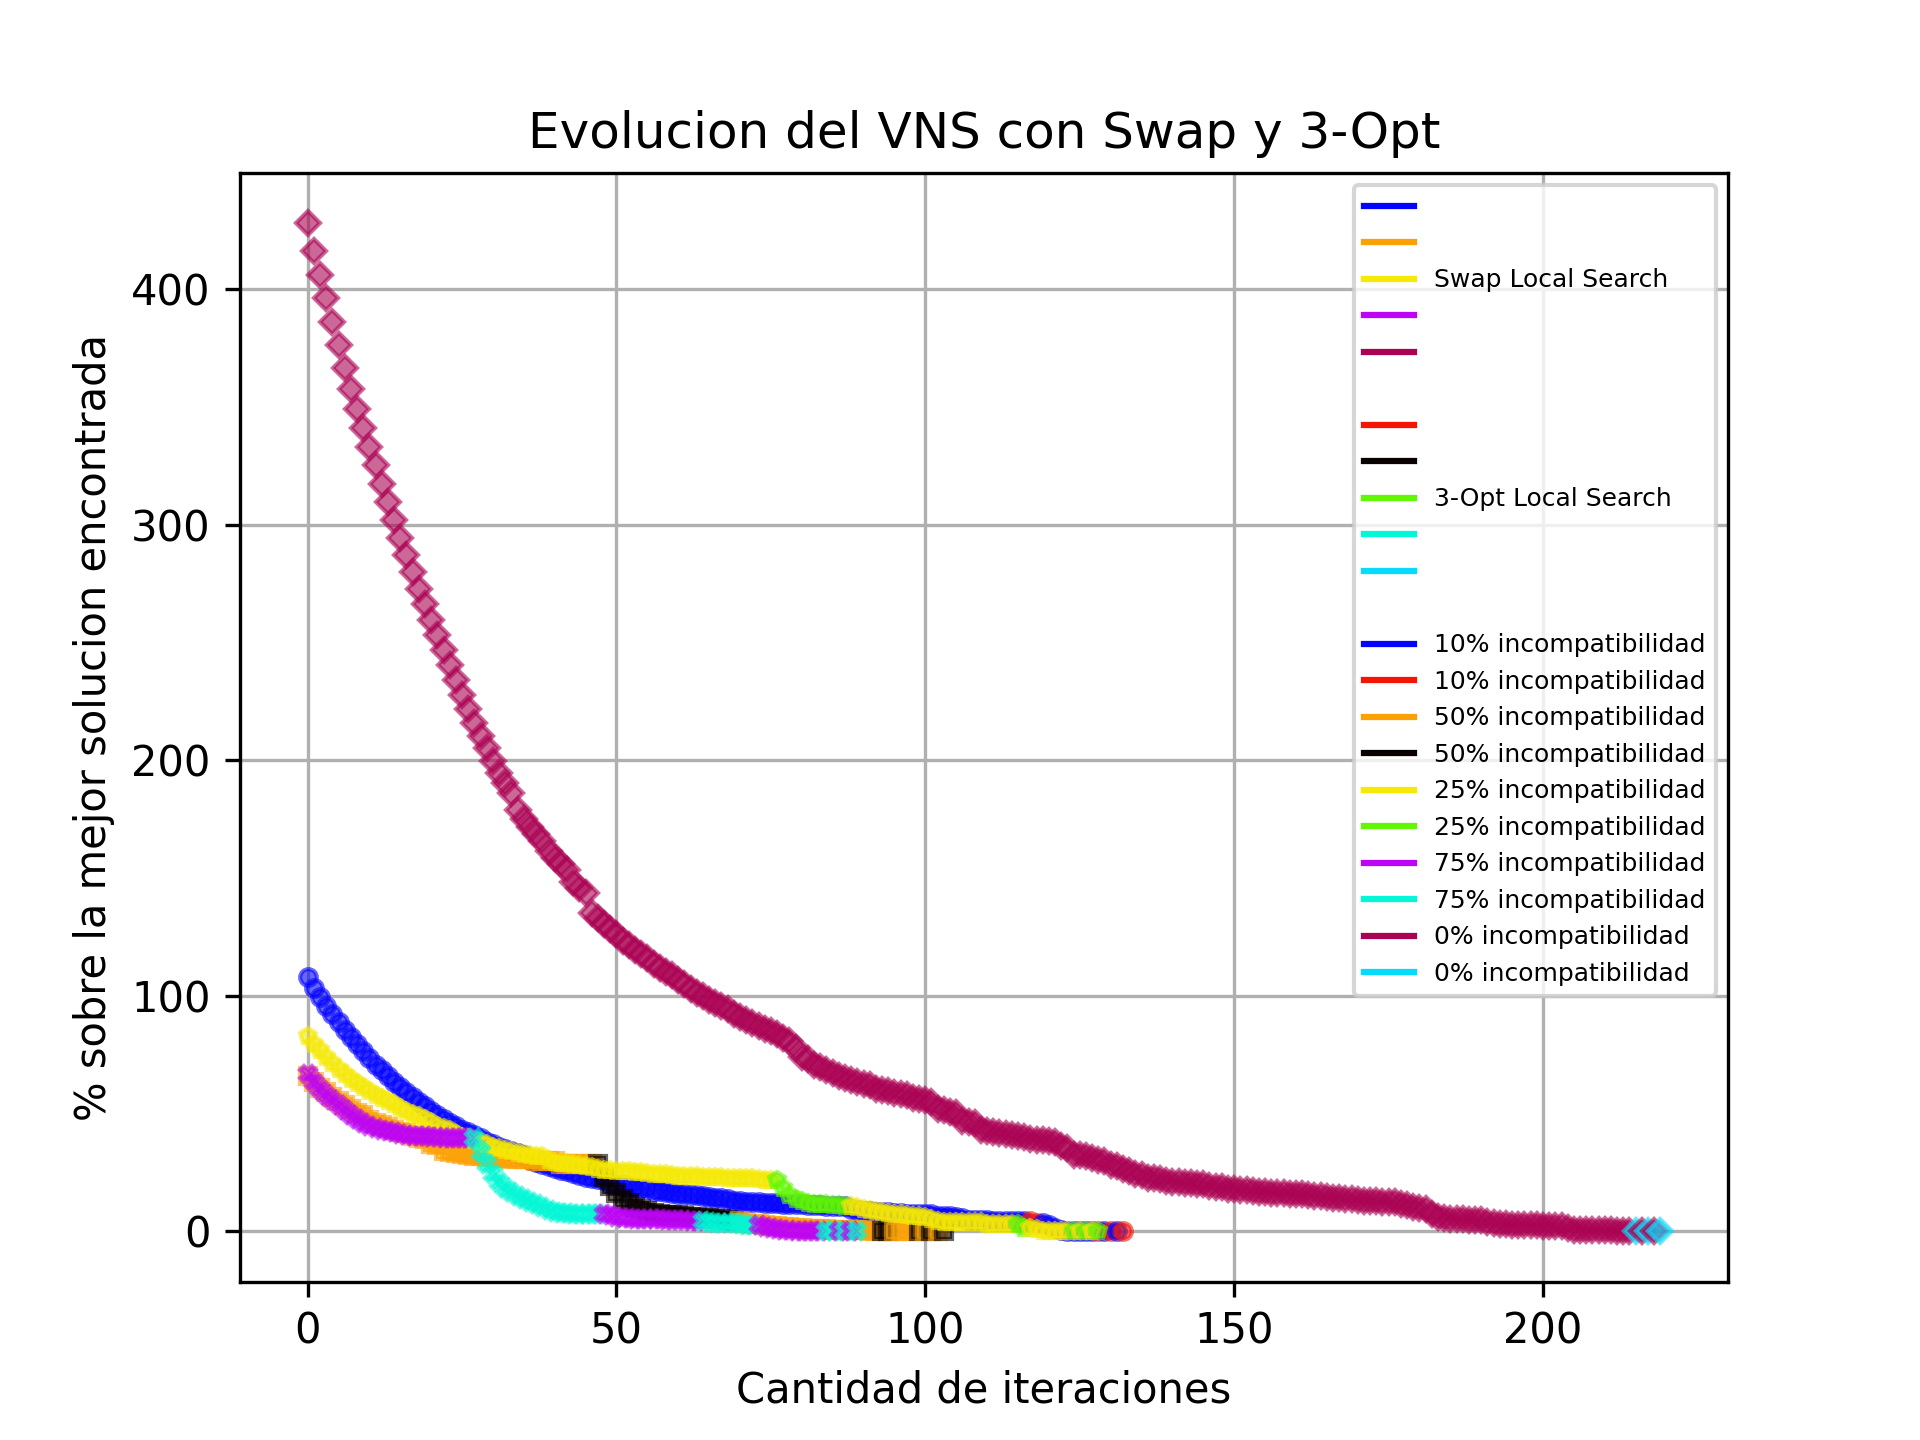 Evolucion del VNS con Swap y 3-Opt
% sobre la mejor solucion encontrada
400
300
200
100
0
Swap Local Search
3-Opt Local Search
10% incompatibilidad
10% incompatibilidad
50% incompatibilidad
50% incompatibilidad
25% incompatibilidad
25% incompatibilidad
75% incompatibilidad
75% incompatibilidad
0% incompatibilidad
0% incompatibilidad
0 50 100 150 200
Cantidad de iteraciones